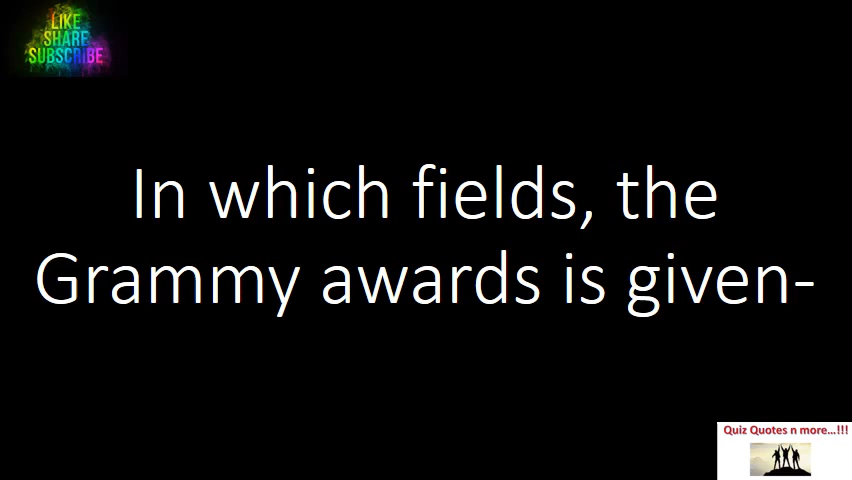 LIKE
SHARE
SUBSCRIBE
In which fields, the
Grammy awards is given-
Quiz Quotes n more...!!!